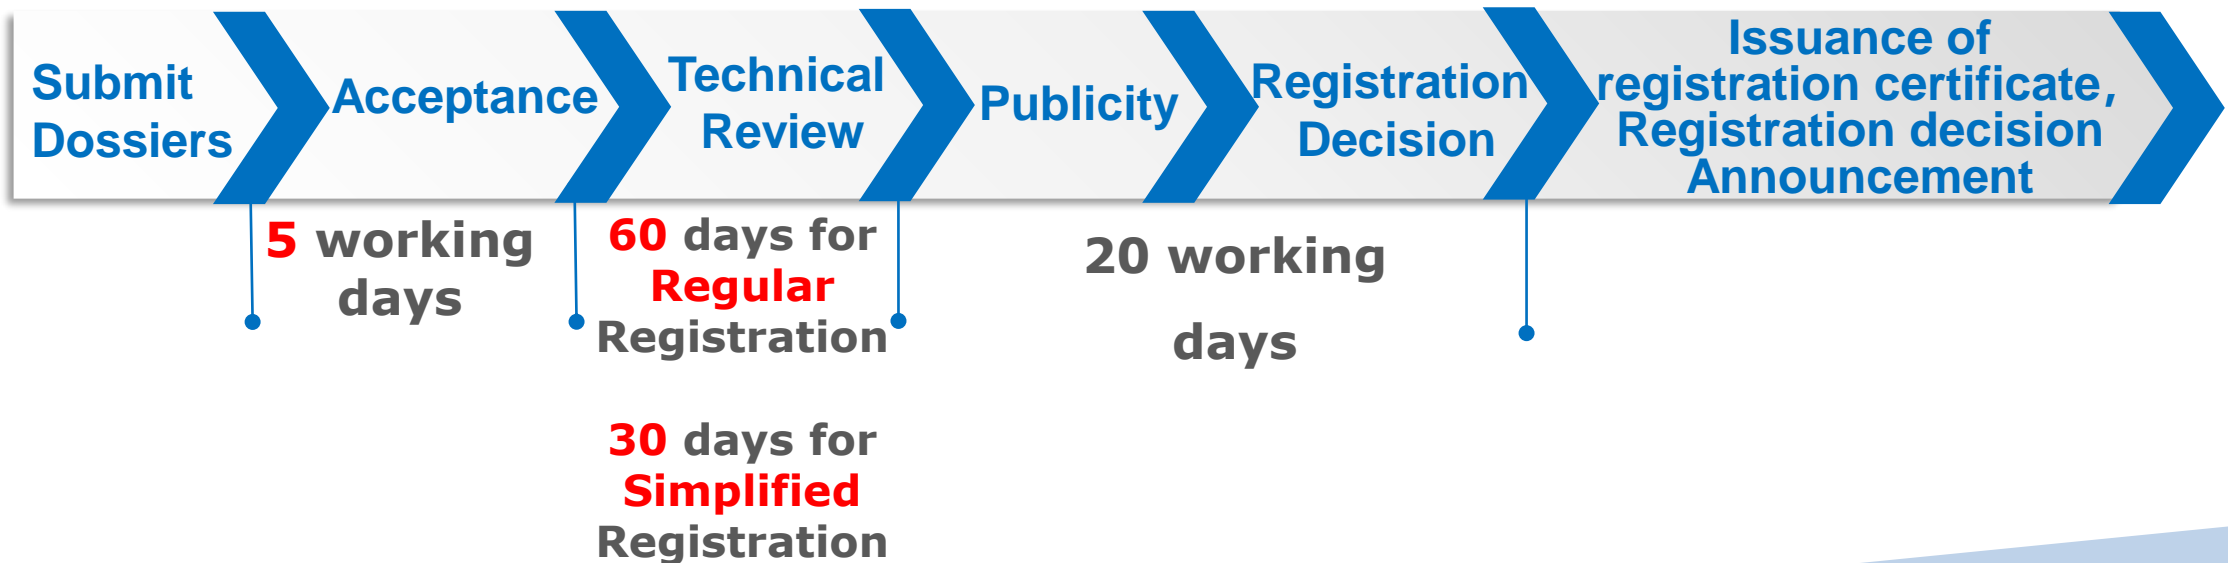 Submit
Dossiers
Acceptance
Technical
Review
Publicity
Registration
Decision
Issuance of
registration certificate,
Registration decision
Announcement
5 working
days
60 days for
Regular
Registration
30 days for
Simplified
Registration
20 working
days